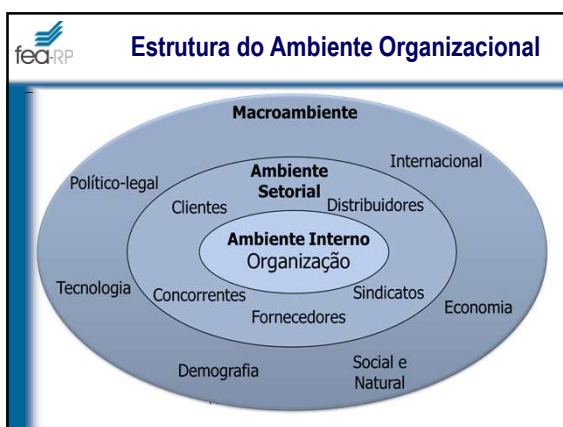 fea-RP
Estrutura do Ambiente Organizacional
Macroambiente
Internacional
Ambiente
Setorial
Político-legal
Clientes
Distribuidores
Ambiente Interno
Organização
Tecnologia
Concorrentes
Sindicatos
Economia
Fornecedores
Demografia
Social e
Natural